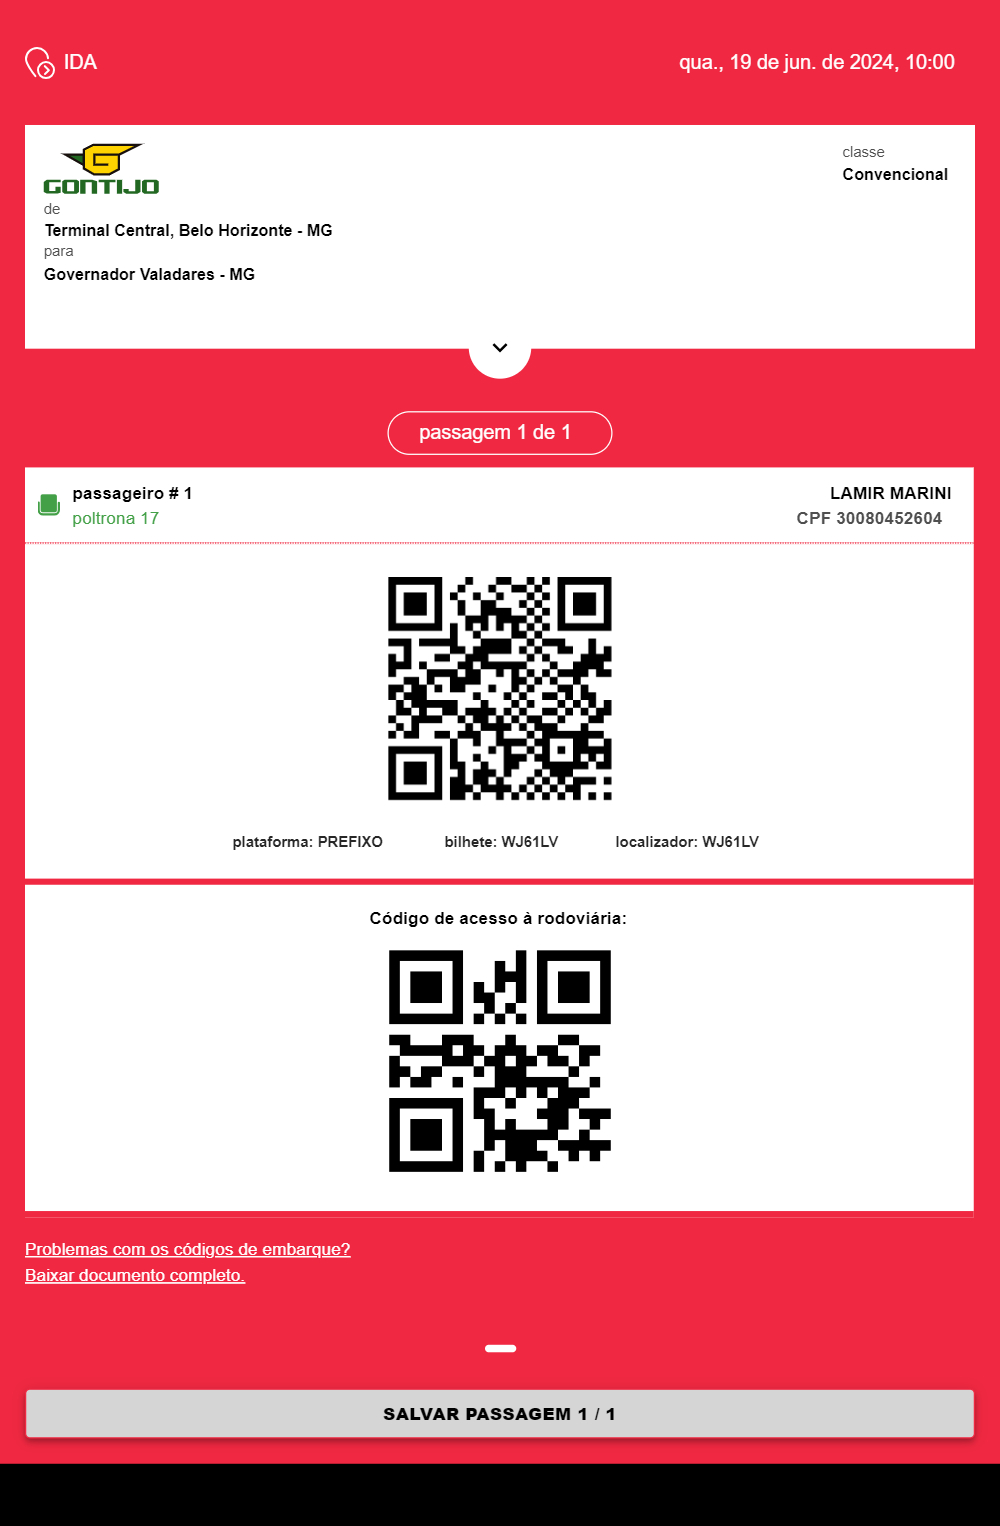 IDA
qua., 19 de jun. de 2024, 10:00
GONTIJO
classe
Convencional
de
Terminal Central, Belo Horizonte - MG
para
Governador Valadares - MG
passagem 1 de 1
passageiro # 1
LAMIR MARINI
poltrona 17
CPF 30080452604
plataforma: PREFIXO
bilhete: WJ61LV
localizador: WJ61LV
Código de acesso à rodoviária:
Problemas com os códigos de embarque?
Baixar documento completo.
SALVAR PASSAGEM 1 / 1